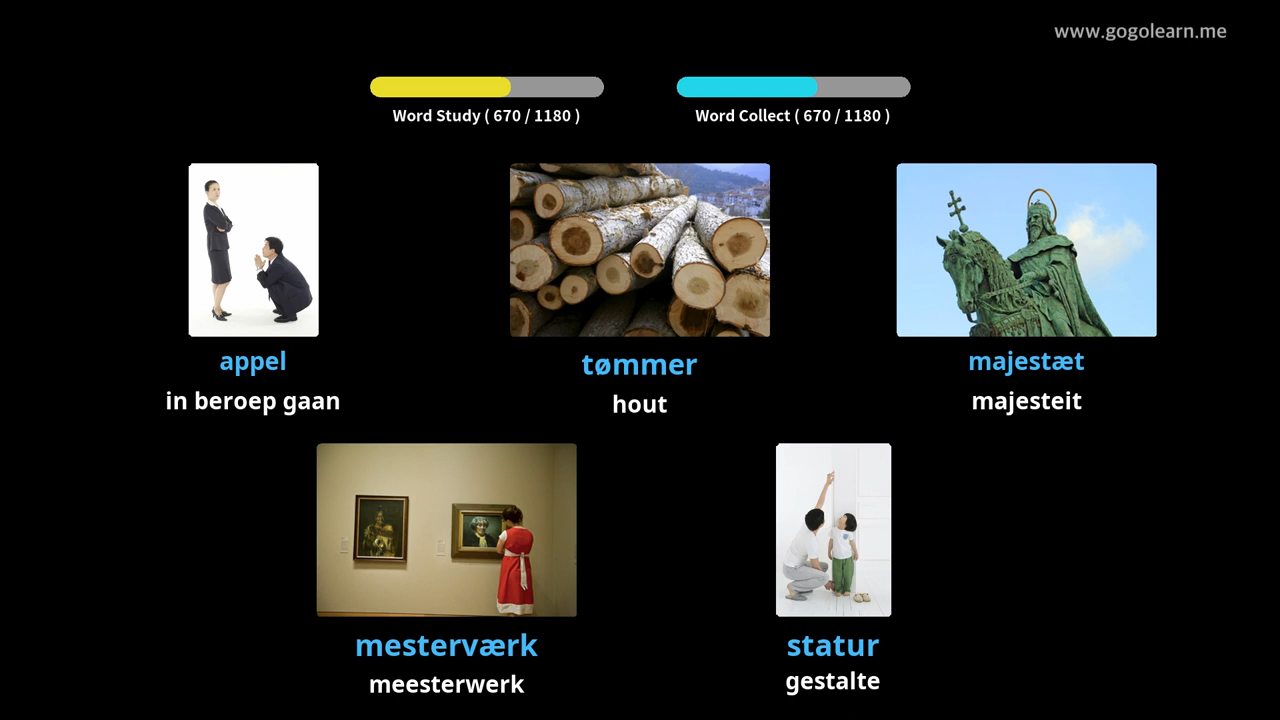 www.gogolearn.me
Word Study ( 670 / 1180 )
Word Collect ( 670 / 1180 )
appel
in beroep gaan
tømmer
hout
majestæt
majesteit
mesterværk
meesterwerk
statur
gestalte